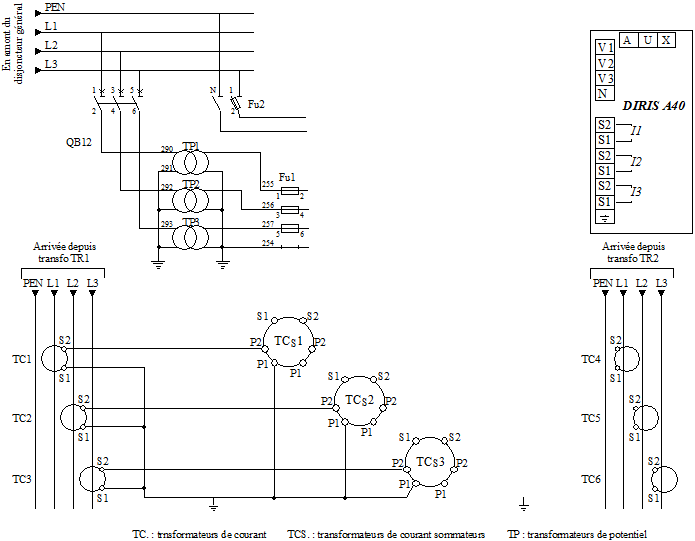 En amont du
disjoncteur général
PEN
L1
L2
L3
1 3 5
2 4 6
QB12
N 1
2
Fu2
290
TP1
291
292
TP2
293
TP3
255
Fu1
1 2
256
3 4
257
5 6
254
A U X
V1
V2
V3
N
DIRIS A40
S2
S1
I1
S2
S1
I2
S2
S1
I3
Arrivée depuis
transfo TR1
PEN L1 L2 L3
Arrivée depuis
transfo TR2
PEN L1 L2 L3
TC1
S2
S1
TC2
S2
S1
TC3
S2
S1
S1 S2
P2 TCS1 P2
P1 P1
S1 S2
P2 TCS2 P2
P1 P1
S1 S2
P2 TCS3 P2
P1 P1
TC4
S2
S1
TC5
S2
S1
TC6
S2
S1
TC. : trnsformateurs de courant TCS. : transformateurs de courant sommateurs TP : transformateurs de potentiel